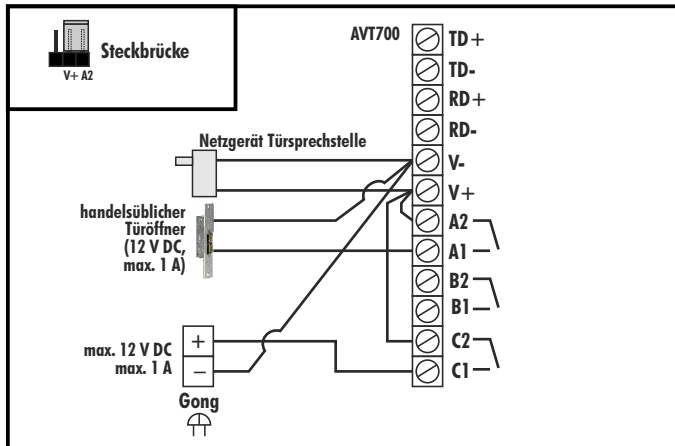 Steckbrücke
V+ A2
AVT700
TD+
TD-
RD+
RD-
V-
V+
A2
A1
B2
B1
C2
C1
Netzgerät Türsprechstelle
handelsüblicher
Türöffner
(12 V DC,
max. 1 A)
max. 12 V DC
max. 1 A
+
–
Gong